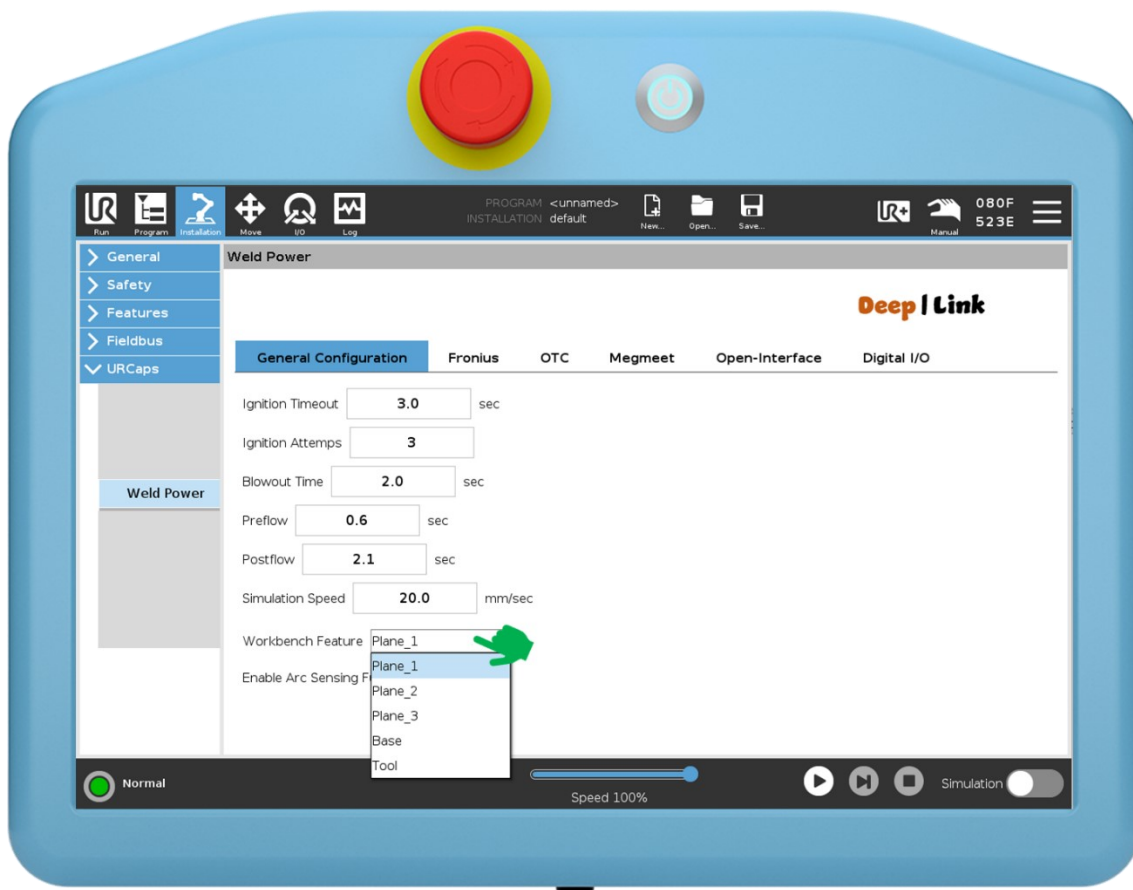 UR
Run
Program
Installation
Move
I/O
Log
PROGRAM <unnamed>
INSTALLATION default
New...
Open...
Save...
UR+
Manual
080F
523E
General
Safety
Features
Fieldbus
URCaps
Weld Power
Weld Power
Deep | Link
General Configuration Fronius OTC Megmeet Open-Interface Digital I/O
Ignition Timeout 3.0 sec
Ignition Attemps 3
Blowout Time 2.0 sec
Preflow 0.6 sec
Postflow 2.1 sec
Simulation Speed 20.0 mm/sec
Workbench Feature Plane_1
Plane_1
Enable Arc Sensing F
Plane_2
Plane_3
Base
Tool
Normal
Speed 100%
Simulation